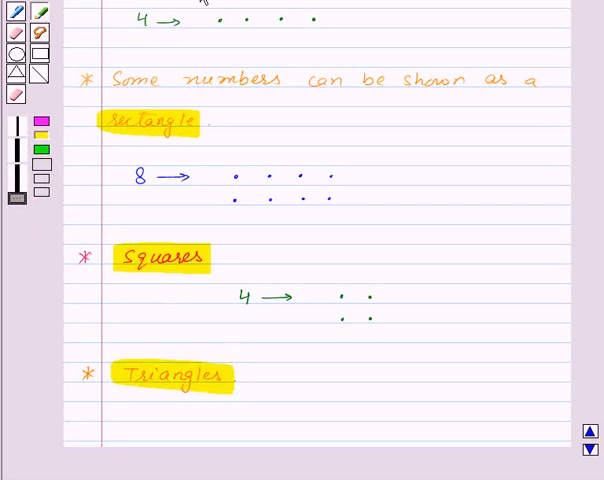 4 →
* Some numbers can be shown as a
rectangle.
8 →
* Squares
4 →
* Triangles